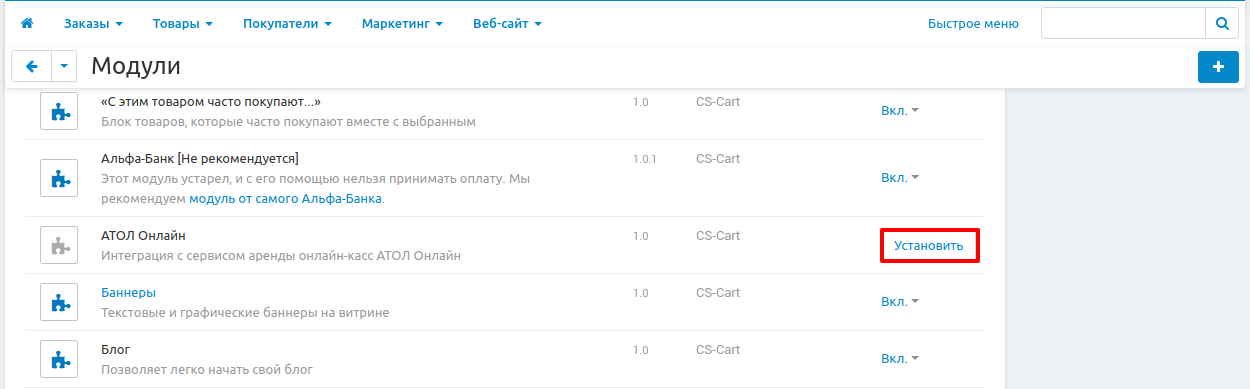 Заказы Товары Покупатели Маркетинг Веб-сайт Быстрое меню
Модули
«С этим товаром часто покупают...» 1.0 CS-Cart Вкл.
Блок товаров, которые часто покупают вместе с выбранным
Альфа-Банк [Не рекомендуется] 1.0.1 CS-Cart Вкл.
Этот модуль устарел, и с его помощью нельзя принимать оплату. Мы
рекомендуем модуль от самого Альфа-Банка.
АТОЛ Онлайн 1.0 CS-Cart Установить
Интеграция с сервисом аренды онлайн-касс АТОЛ Онлайн
Баннеры 1.0 CS-Cart Вкл.
Текстовые и графические баннеры на витрине
Блог 1.0 CS-Cart Вкл.
Позволяет легко начать свой блог